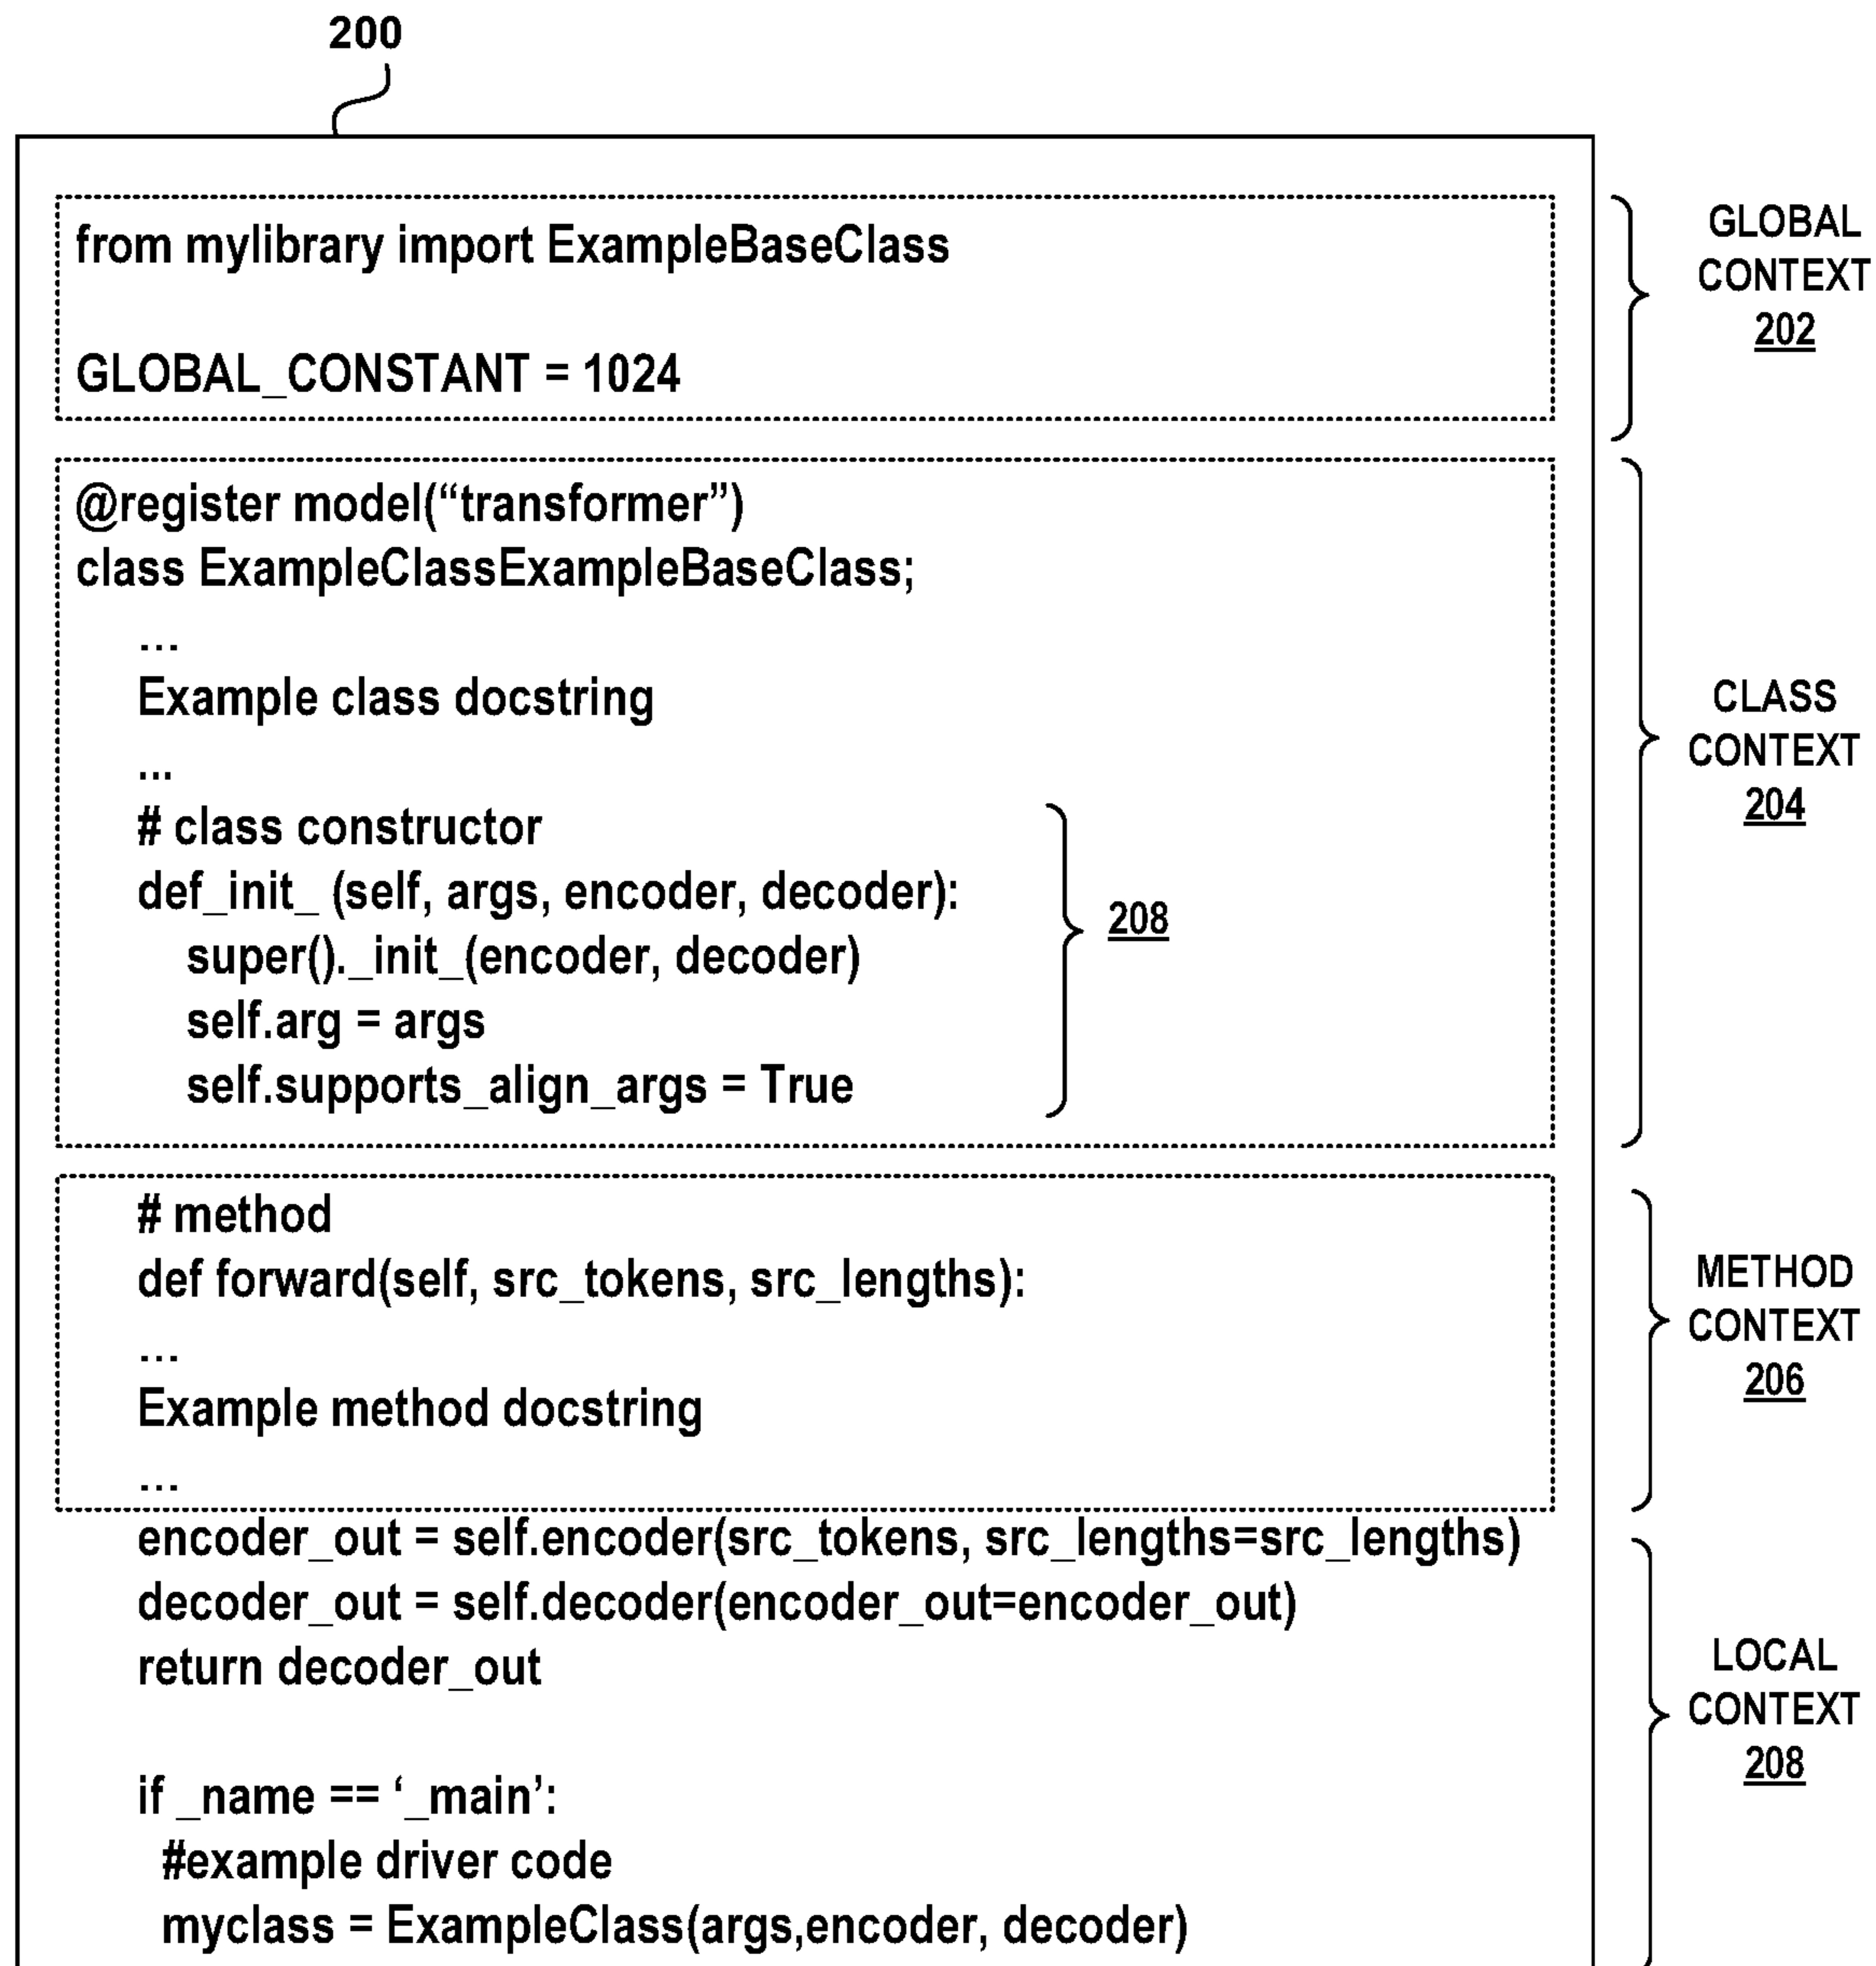 200
from mylibrary import ExampleBaseClass
GLOBAL_CONSTANT = 1024
GLOBAL
CONTEXT
202
@register model(“transformer”)
class ExampleClassExampleBaseClass;
...
Example class docstring
...
# class constructor
def_init_ (self, args, encoder, decoder):
super()._init_(encoder, decoder)
self.arg = args
self.supports_align_args = True
208
CLASS
CONTEXT
204
# method
def forward(self, src_tokens, src_lengths):
...
Example method docstring
...
METHOD
CONTEXT
206
encoder_out = self.encoder(src_tokens, src_lengths=src_lengths)
decoder_out = self.decoder(encoder_out=encoder_out)
return decoder_out
if _name == ‘_main’:
#example driver code
myclass = ExampleClass(args,encoder, decoder)
LOCAL
CONTEXT
208